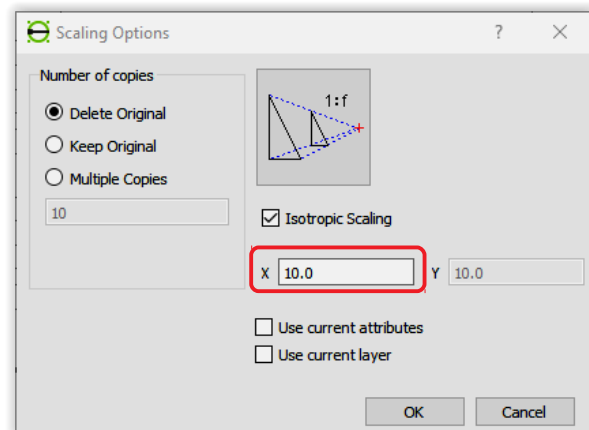 Scaling Options
Number of copies
Delete Original
Keep Original
Multiple Copies
10
1:f
Isotropic Scaling
X 10.0 Y 10.0
Use current attributes
Use current layer
OK Cancel